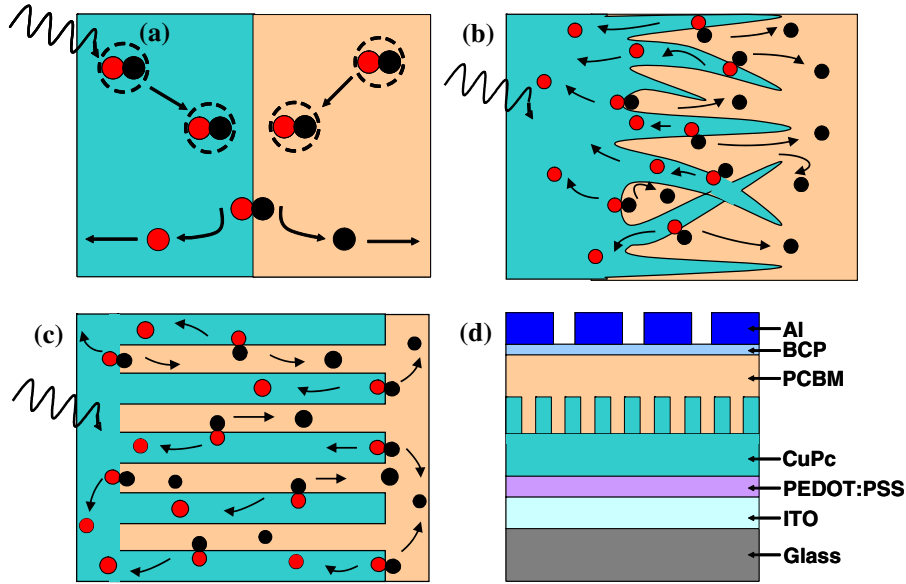 (a)
(b)
(c)
(d)
Al
BCP
PCBM
CuPc
PEDOT:PSS
ITO
Glass